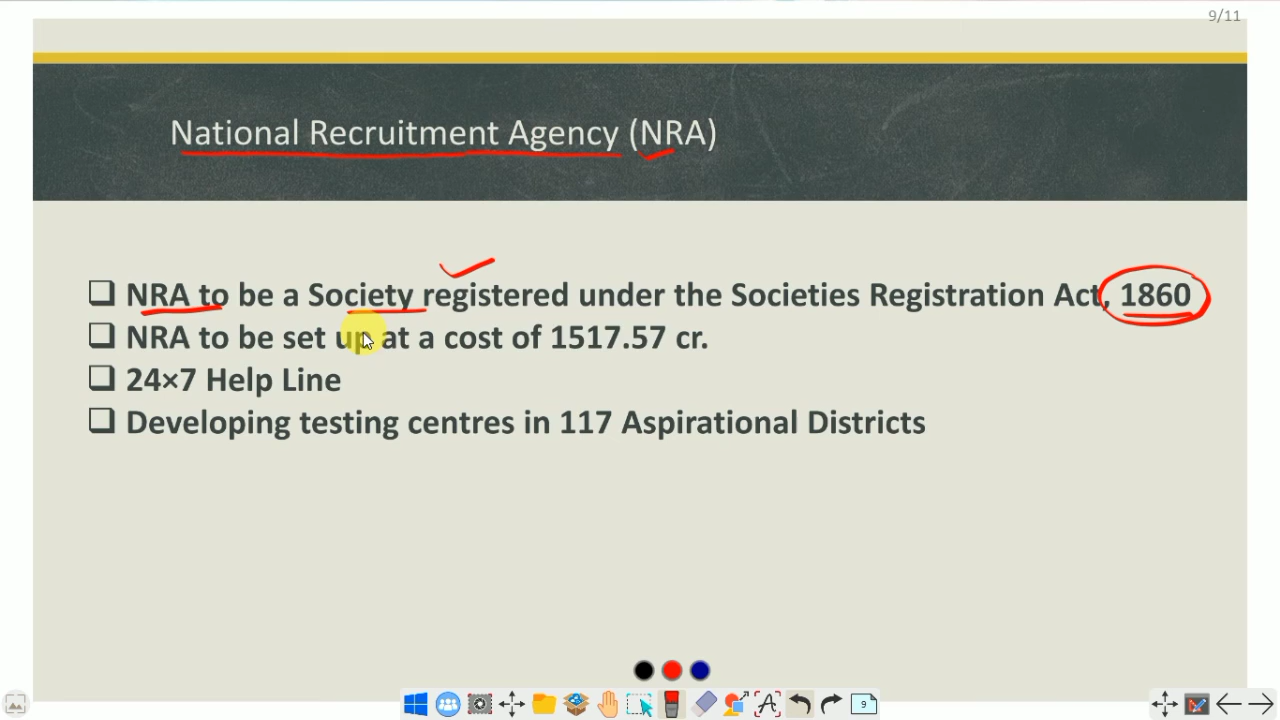 9/11
National Recruitment Agency (NRA)
NRA to be a Society registered under the Societies Registration Act, 1860
NRA to be set up at a cost of 1517.57 cr.
24×7 Help Line
Developing testing centres in 117 Aspirational Districts
9